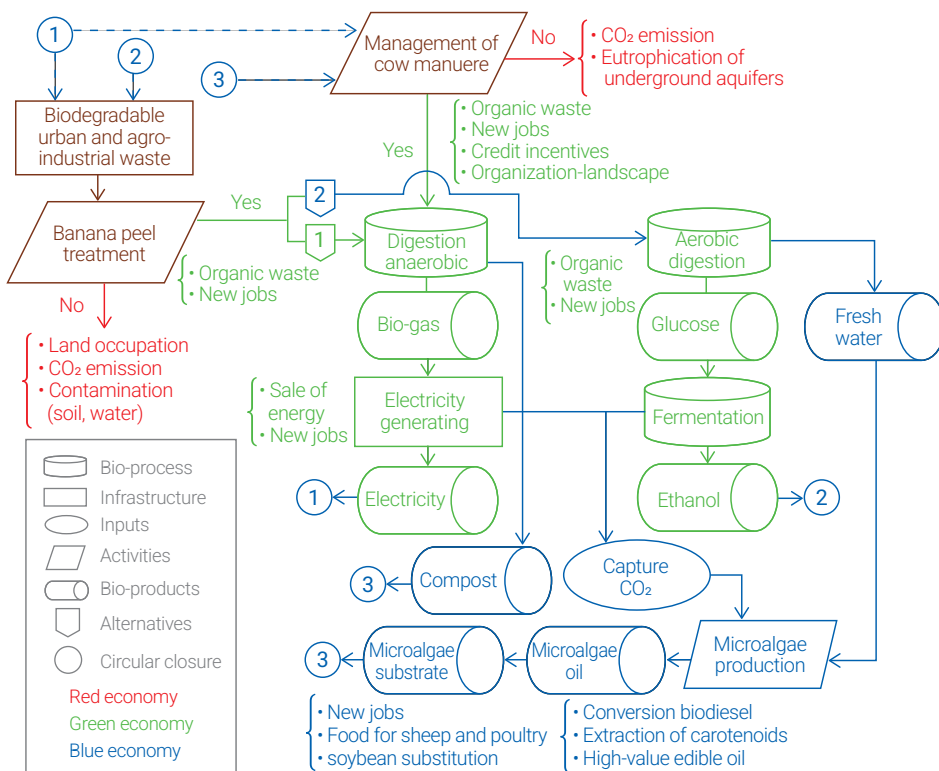 1
2
3
Management of
cow manuere
No
• CO₂ emission
• Eutrophication of
underground aquifers
Biodegradable
urban and agro-
industrial waste
Yes
• Organic waste
• New jobs
• Credit incentives
• Organization-landscape
Banana peel
treatment
Yes
2
1
Digestion
anaerobic
Aerobic
digestion
• Organic waste
• New jobs
• Organic
waste
• New jobs
No
Bio-gas
Glucose
Fresh
water
• Land occupation
• CO₂ emission
• Contamination
(soil, water)
• Sale of
energy
• New jobs
Electricity
generating
Fermentation
1
Electricity
Ethanol
2
Bio-process
Infrastructure
Inputs
Activities
Bio-products
Alternatives
Circular closure
Red economy
Green economy
Blue economy
3
Compost
Capture
CO₂
3
Microalgae
substrate
Microalgae
oil
Microalgae
production
• New jobs
• Food for sheep and poultry
• soybean substitution
• Conversion biodiesel
• Extraction of carotenoids
• High-value edible oil